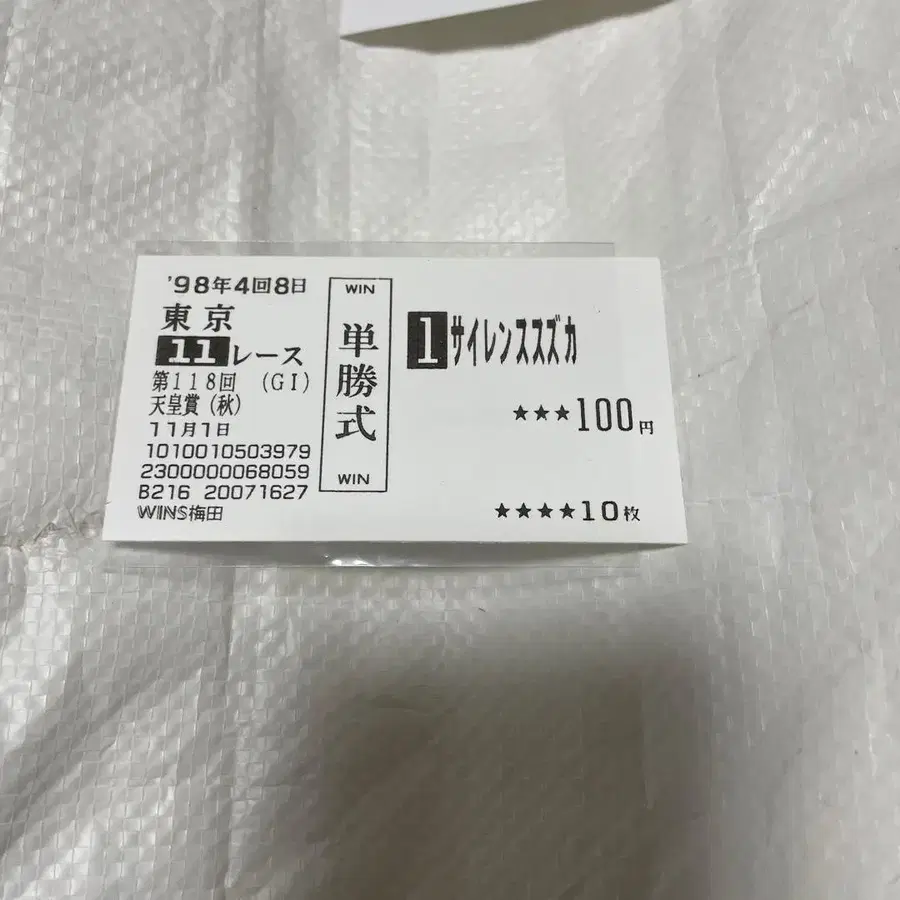 '98年4回8日
東京
11レース
第118回 (GI)
天皇賞(秋)
11月1日
1010010503979
2300000068059
B216 20071627
WINS梅田
WIN
単勝式
WIN
1サイレンススズカ
★★★100円
★★★★10枚